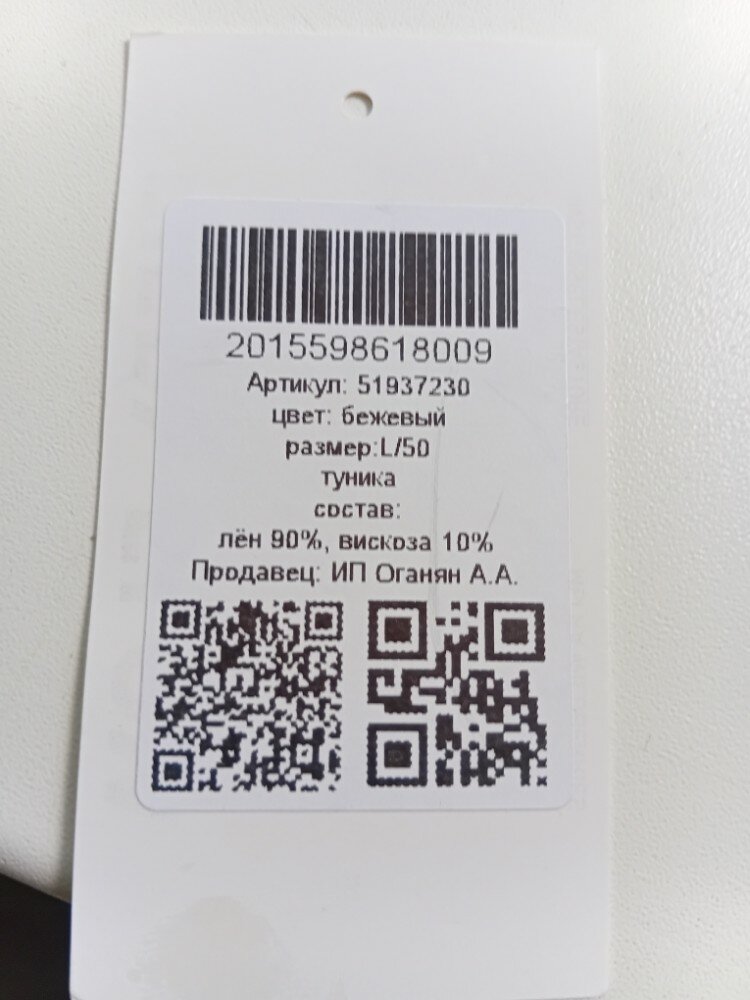 2015598618009
Артикул: 51937230
цвет: бежевый
размер:L/50
туника
состав:
лён 90%, вискоза 10%
Продавец: ИП Оганян А.А.